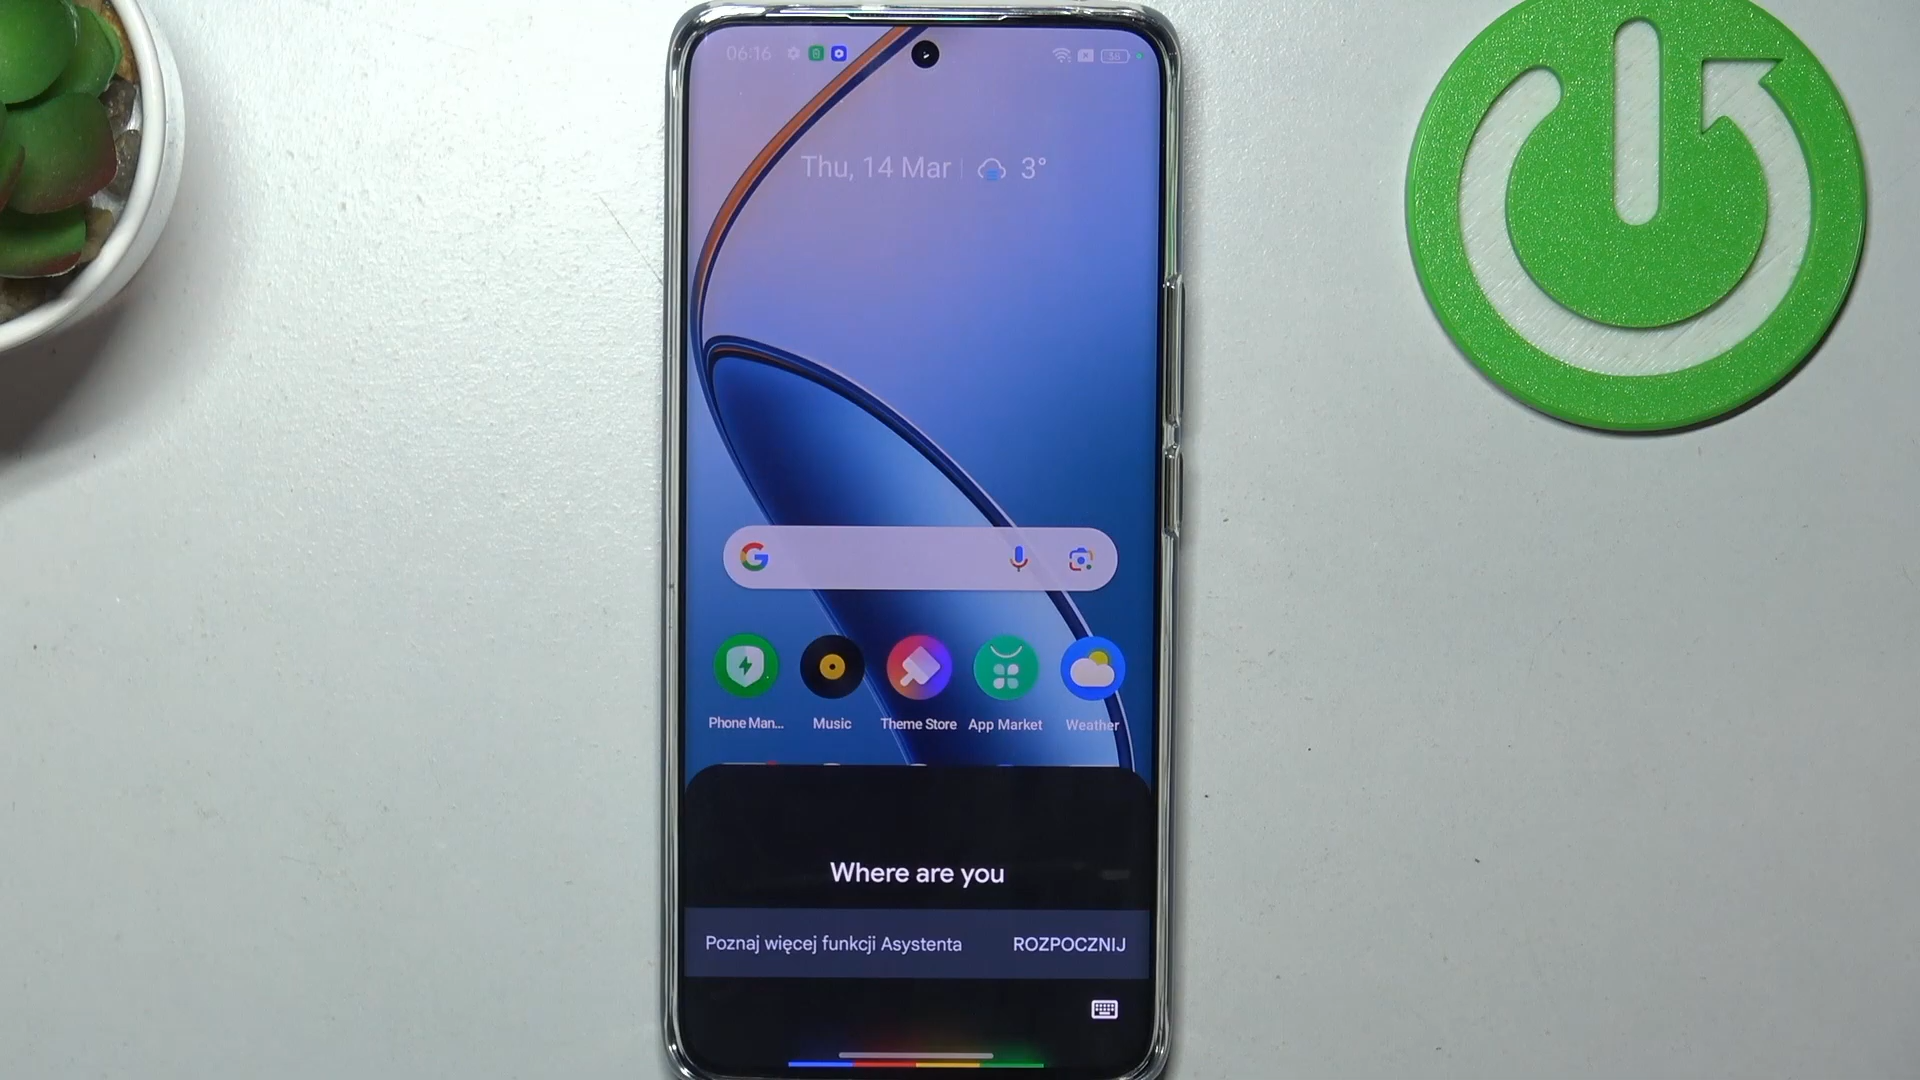 06:16
38
Thu, 14 Mar 3°
G
Phone Man... Music Theme Store App Market Weather
Where are you
Poznaj więcej funkcji Asystenta ROZPOCZNIJ